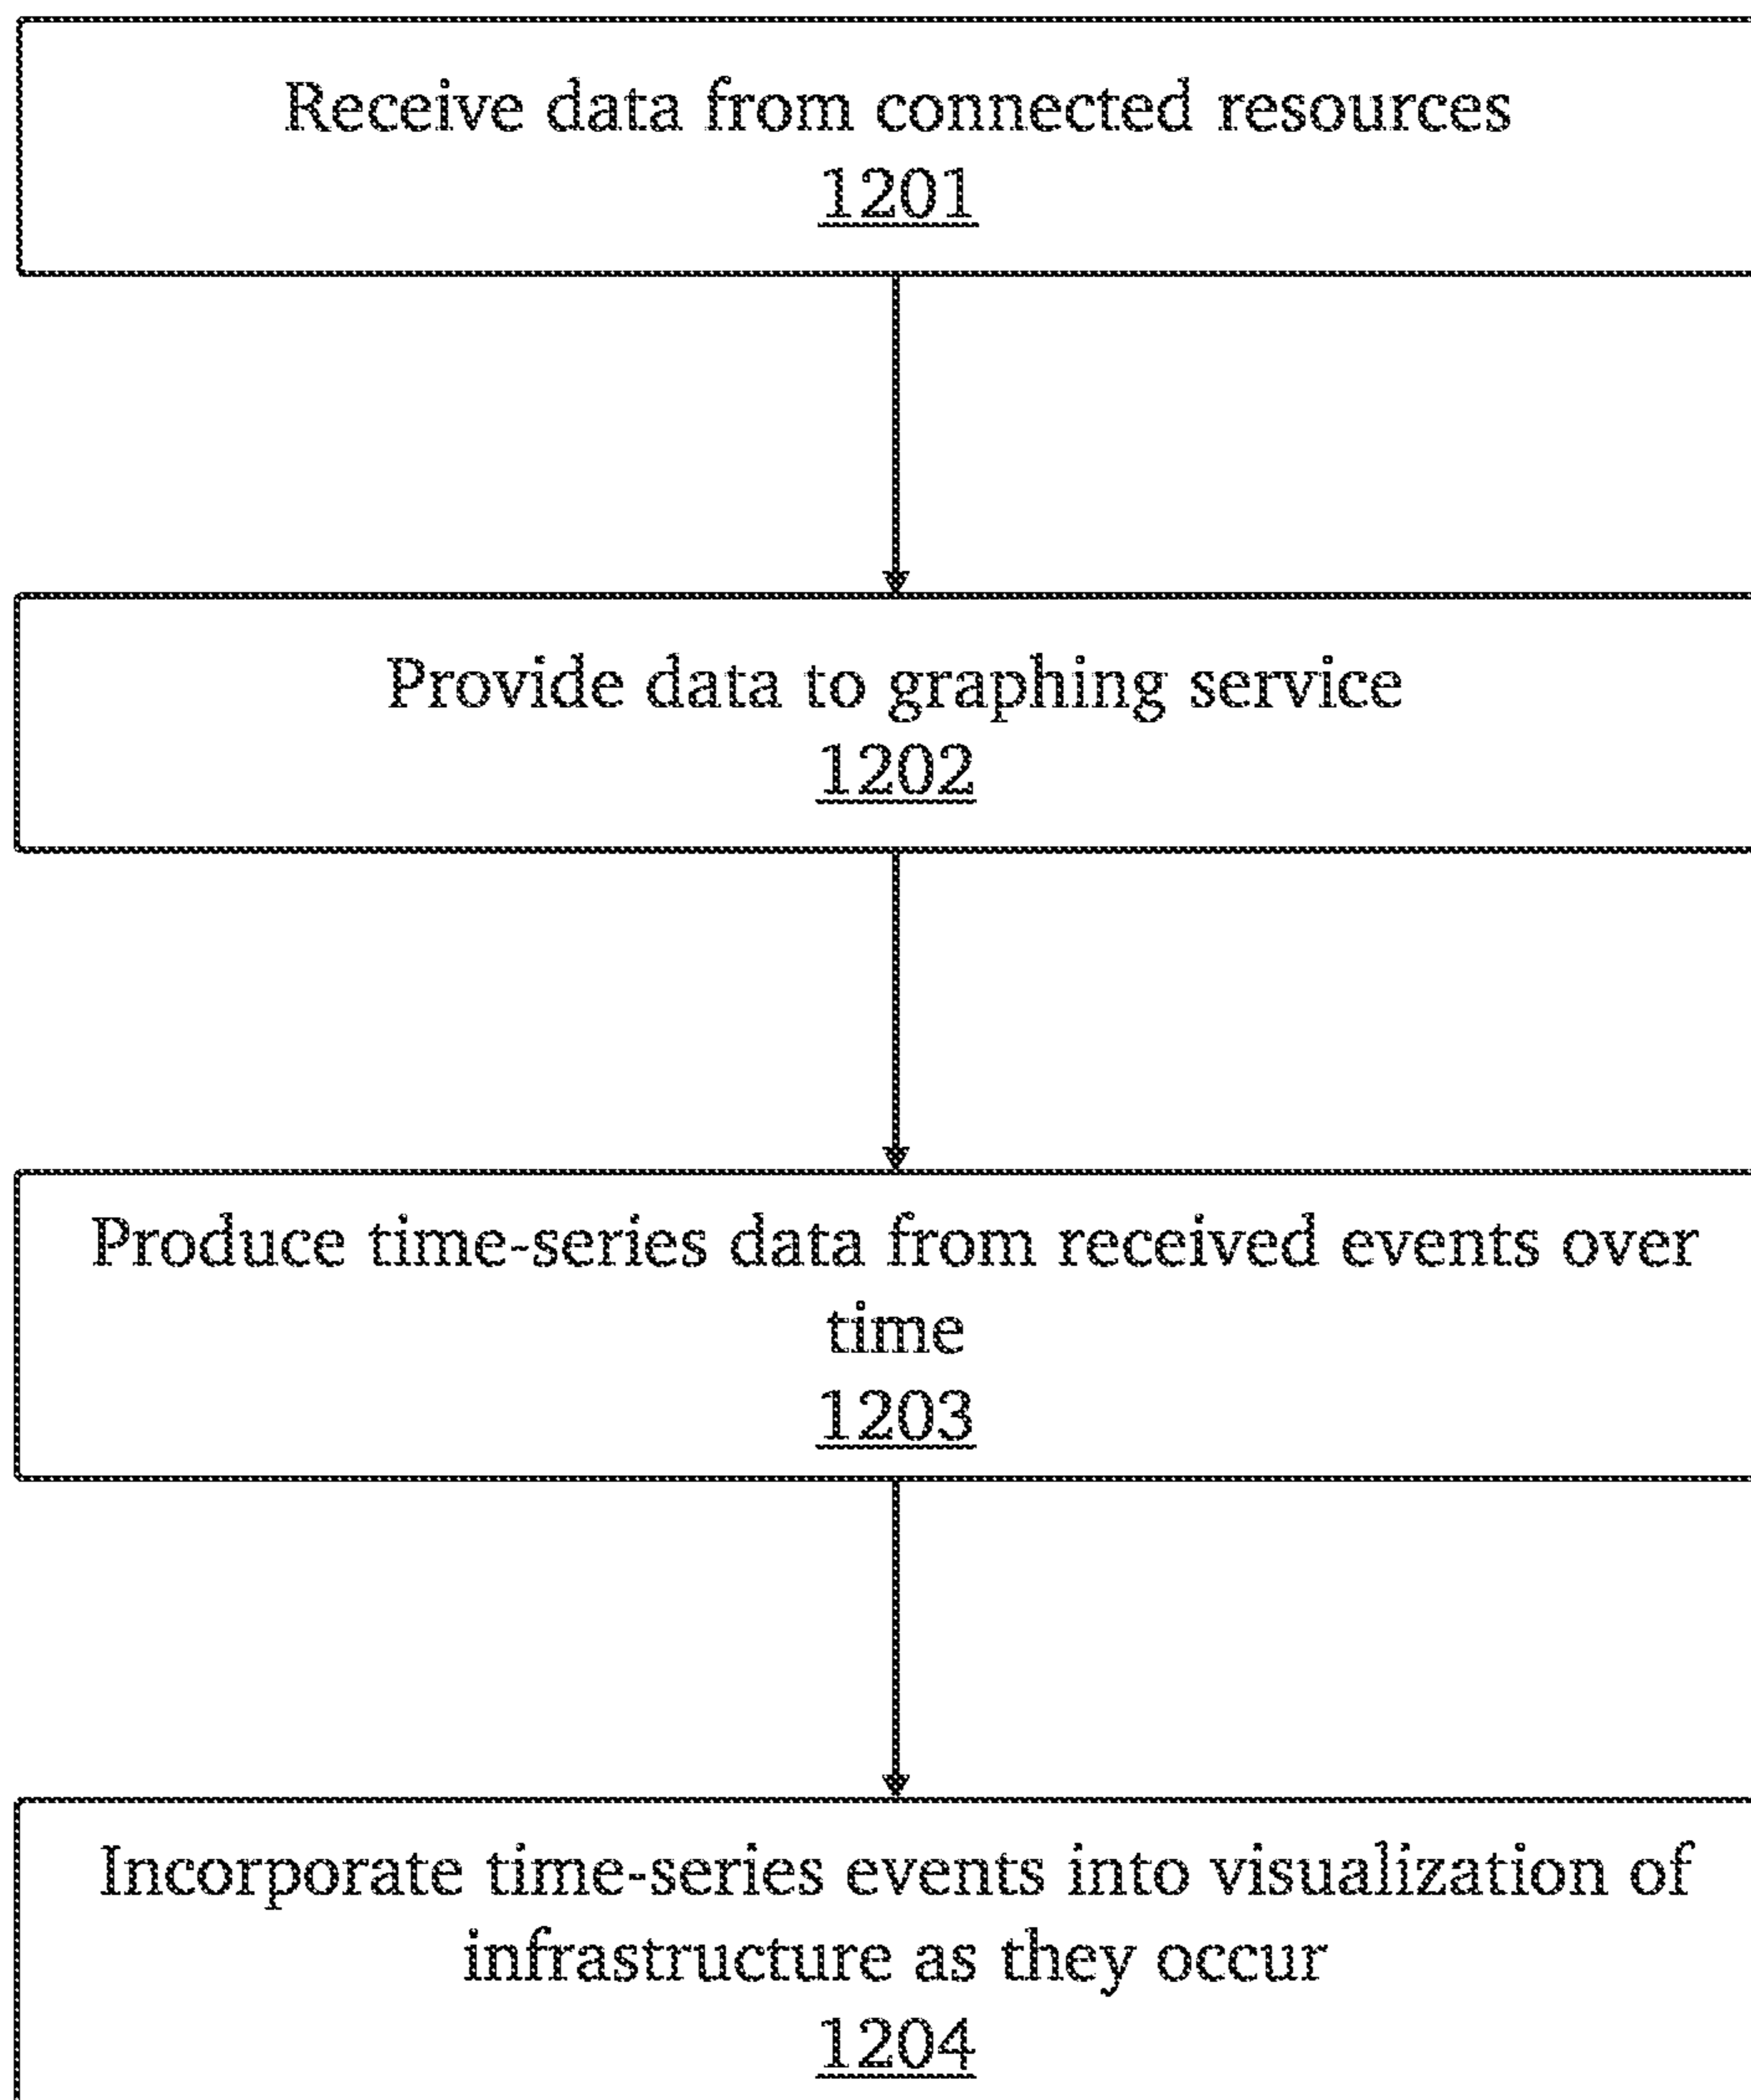 Receive data from connected resources
1201
Provide data to graphing service
1202
Produce time-series data from received events over
time
1203
Incorporate time-series events into visualization of
infrastructure as they occur
1204